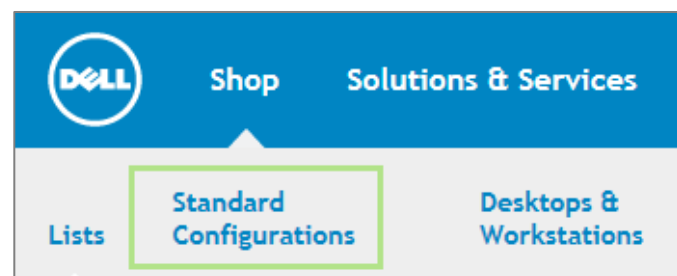 DELL Shop Solutions & Services
Standard Desktops &
Lists Configurations Workstations